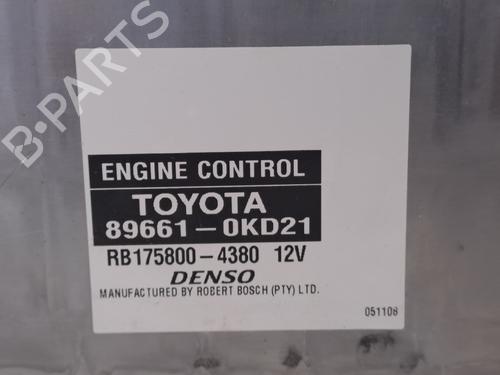 B-PARTS
ENGINE CONTROL
TOYOTA
89661-0KD21
RB175800-4380 12V
DENSO
MANUFACTURED BY ROBERT BOSCH (PTY) LTD.
051108